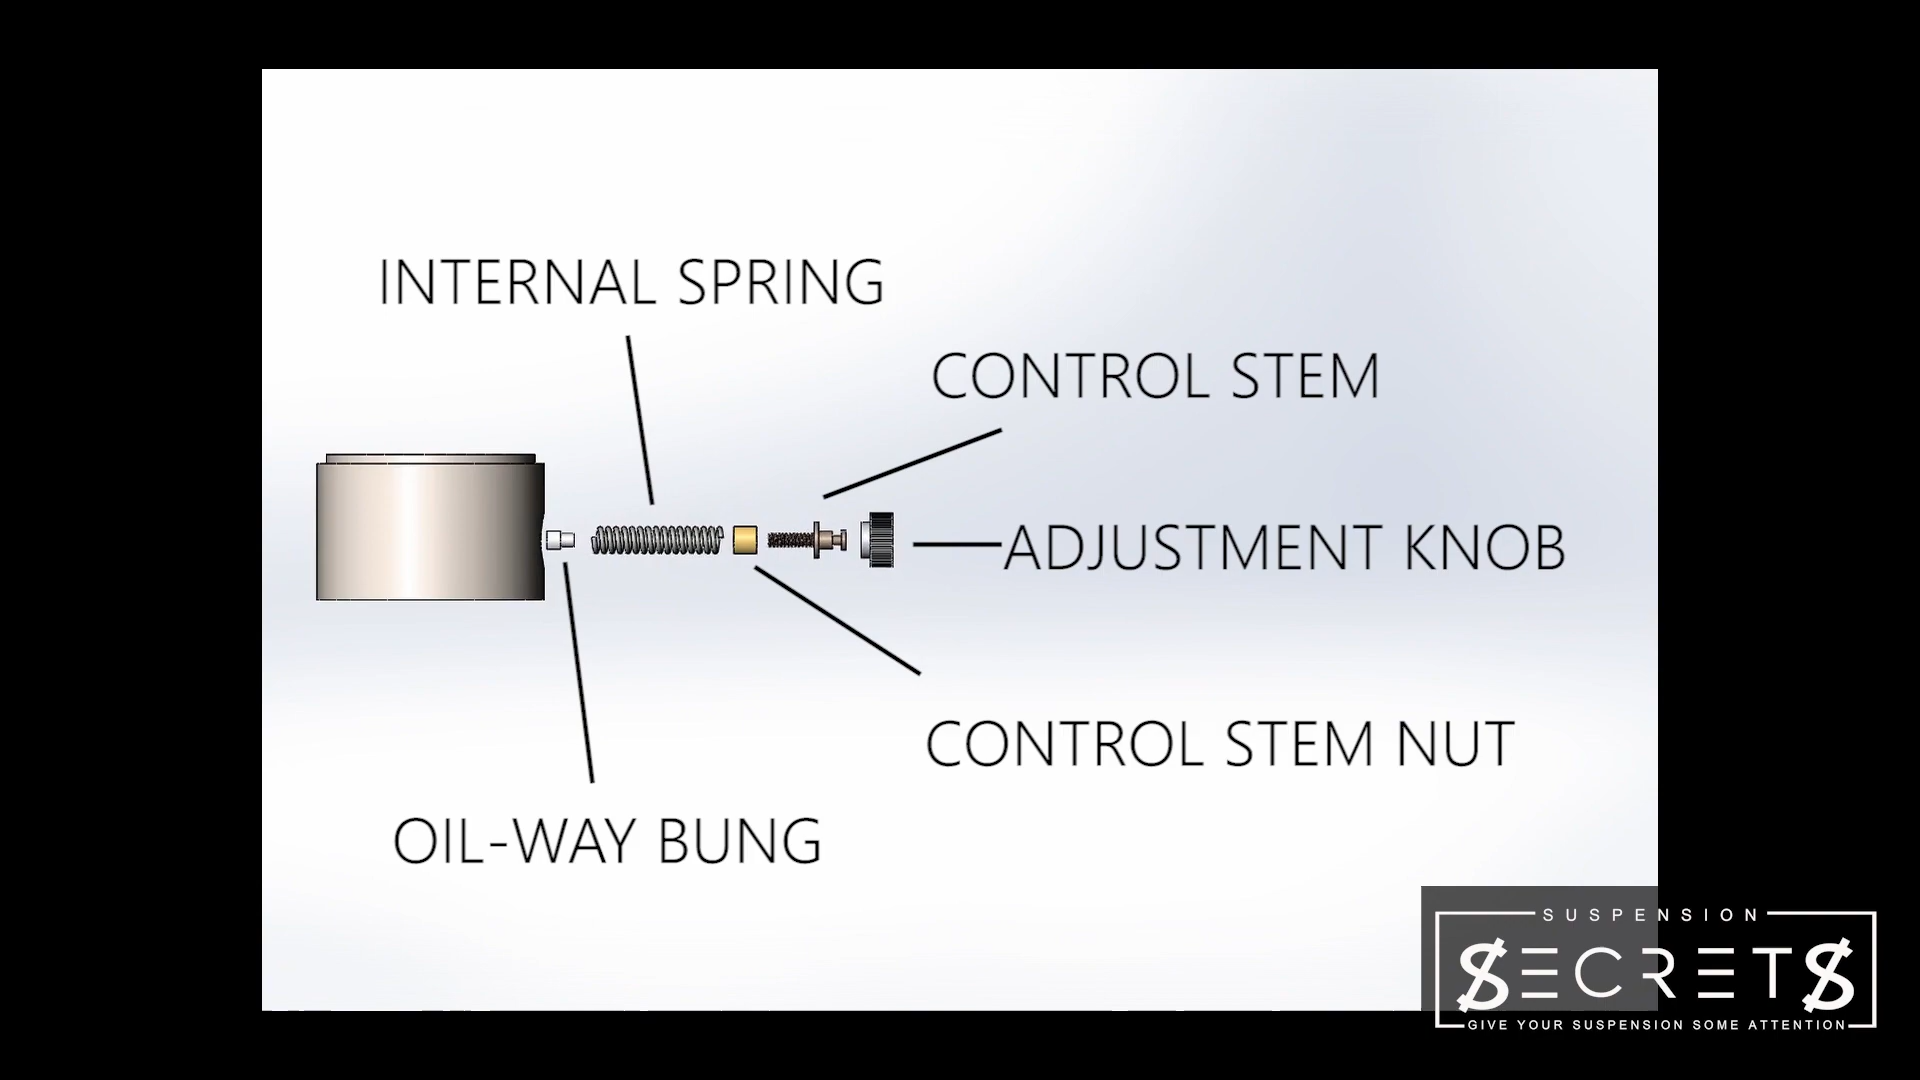 INTERNAL SPRING
CONTROL STEM
ADJUSTMENT KNOB
CONTROL STEM NUT
OIL-WAY BUNG
SUSPENSION
SECRETS
GIVE YOUR SUSPENSION SOME ATTENTION